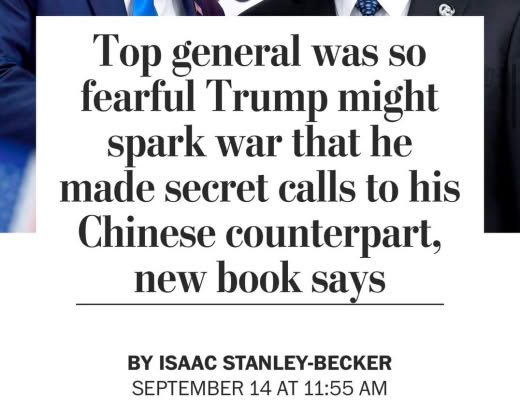 Top general was so
fearful Trump might
spark war that he
made secret calls to his
Chinese counterpart,
new book says
BY ISAAC STANLEY-BECKER
SEPTEMBER 14 AT 11:55 AM